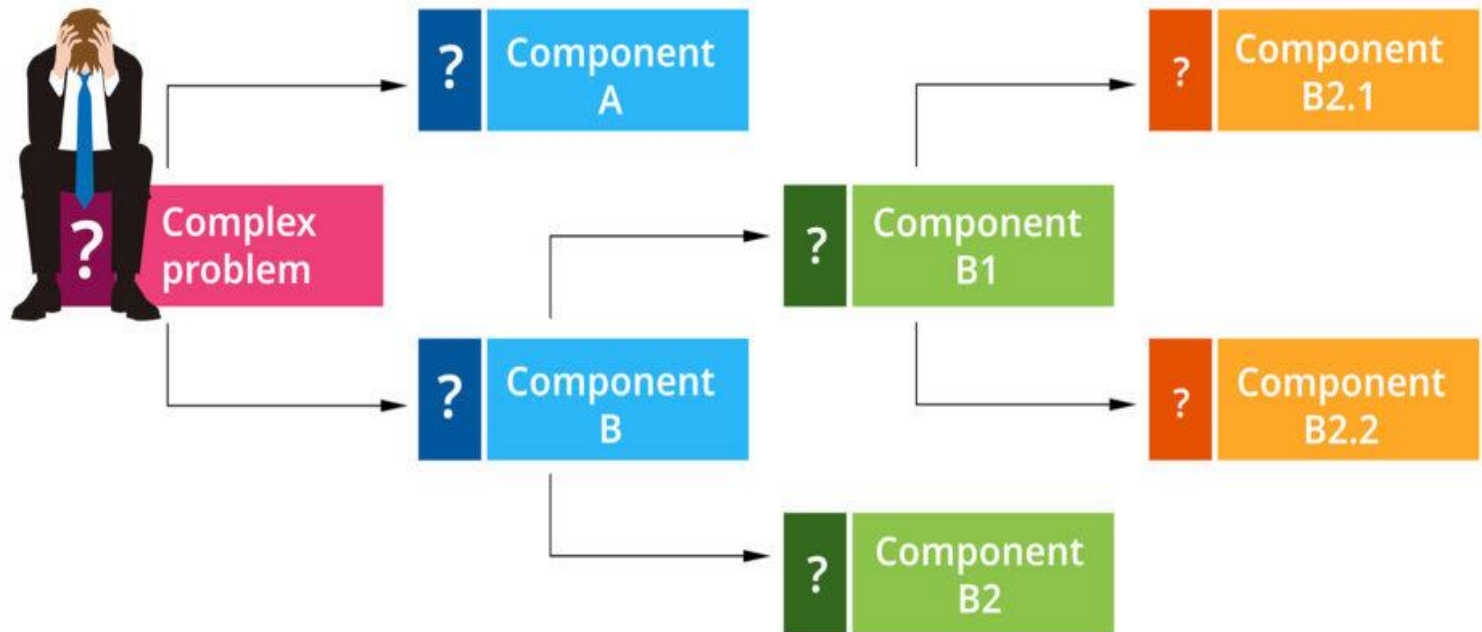 ?
Component
A
?
Component
B2.1
?
Complex
problem
?
Component
B1
?
Component
B
?
Component
B2.2
?
Component
B2